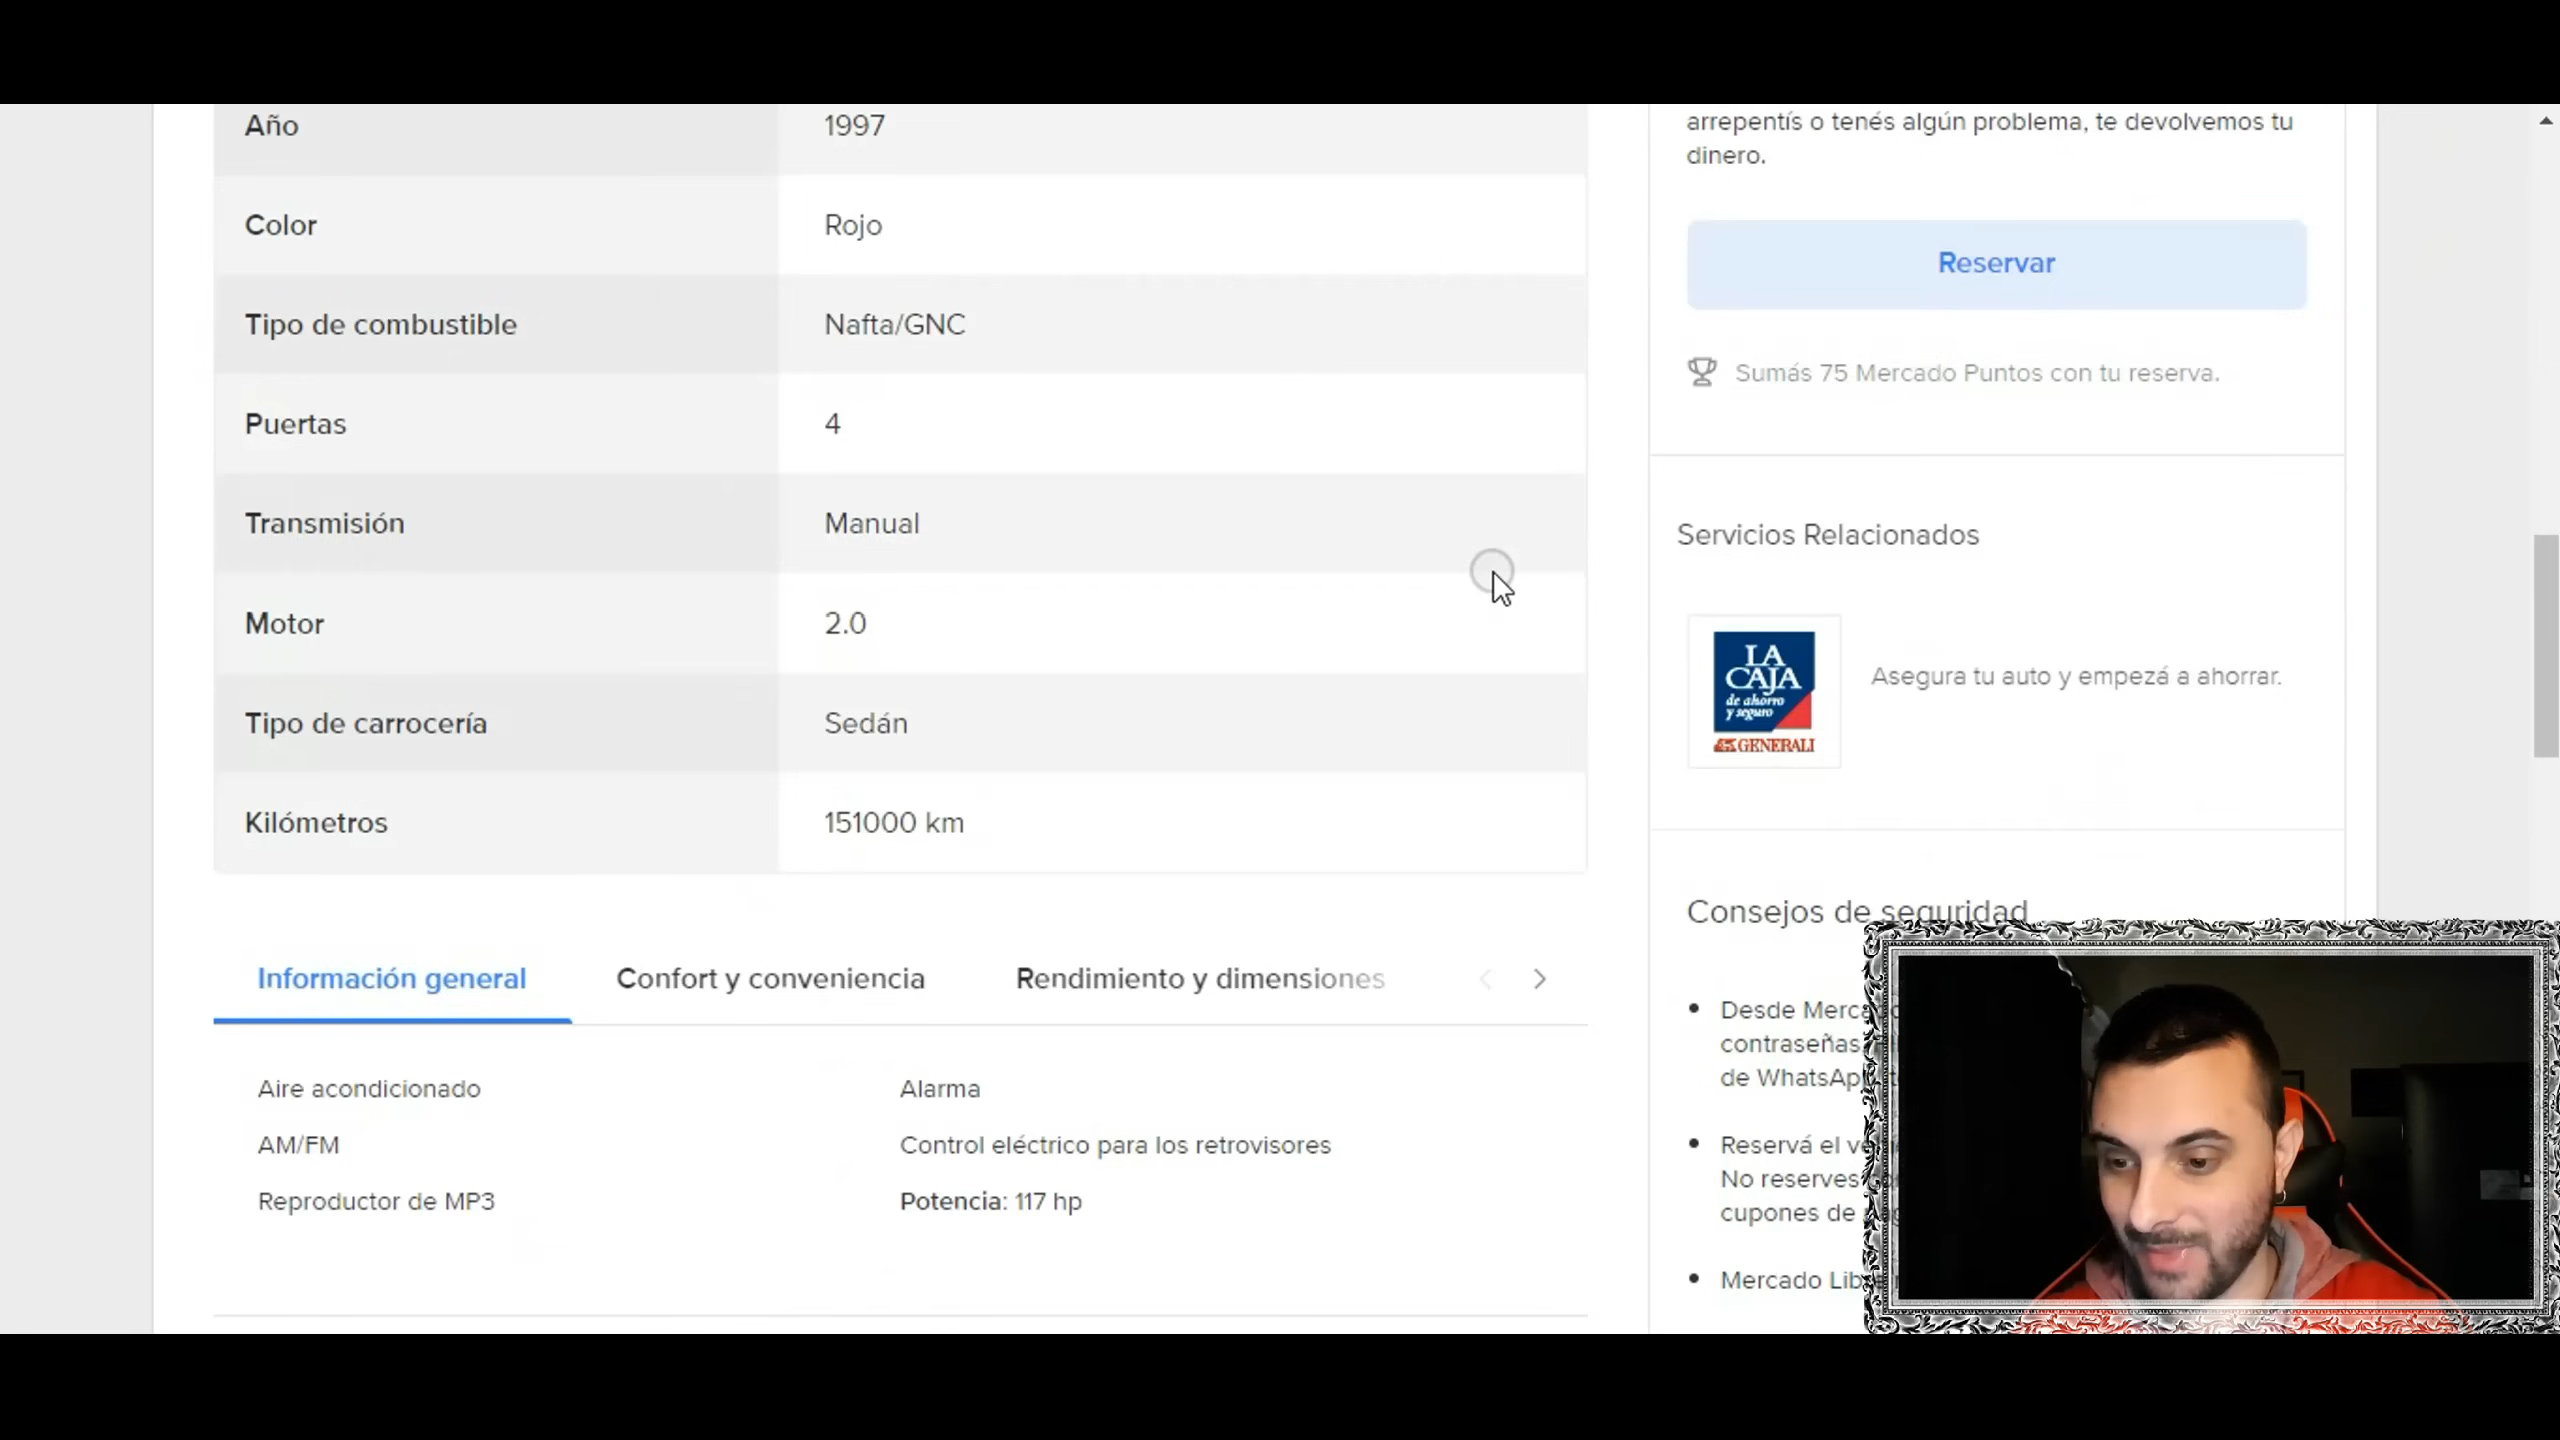 Año 1997
Color Rojo
Tipo de combustible Nafta/GNC
Puertas 4
Transmisión Manual
Motor 2.0
Tipo de carrocería Sedán
Kilómetros 151000 km
Información general Confort y conveniencia Rendimiento y dimensiones
Aire acondicionado Alarma
AM/FM Control eléctrico para los retrovisores
Reproductor de MP3 Potencia: 117 hp
arrepentís o tenés algún problema, te devolvemos tu
dinero.
Reservar
Sumás 75 Mercado Puntos con tu reserva.
Servicios Relacionados
LA
CAJA
de ahorro
y seguro
GENERALI
Asegura tu auto y empezá a ahorrar.
Consejos de seguridad
Desde
contraseñas
de
Reservá el
No reserves
cupones de
Mercado